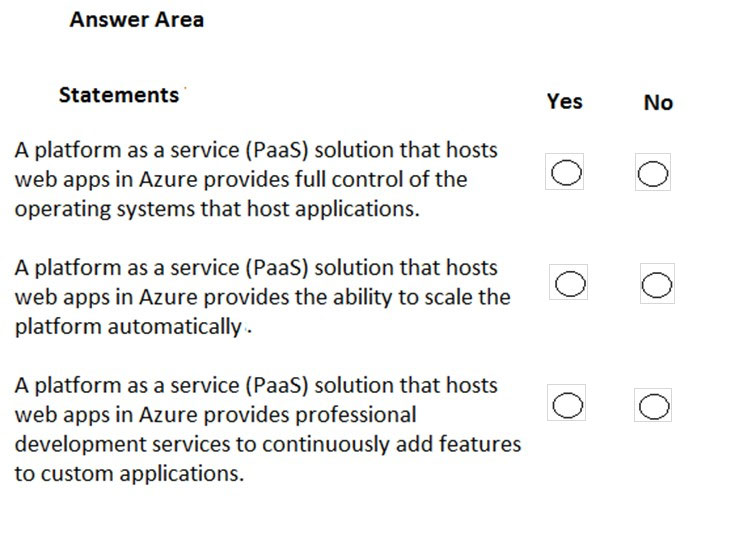 Answer Area
Statements
Yes No
A platform as a service (PaaS) solution that hosts
web apps in Azure provides full control of the
operating systems that host applications.
A platform as a service (PaaS) solution that hosts
web apps in Azure provides the ability to scale the
platform automatically.
A platform as a service (PaaS) solution that hosts
web apps in Azure provides professional
development services to continuously add features
to custom applications.